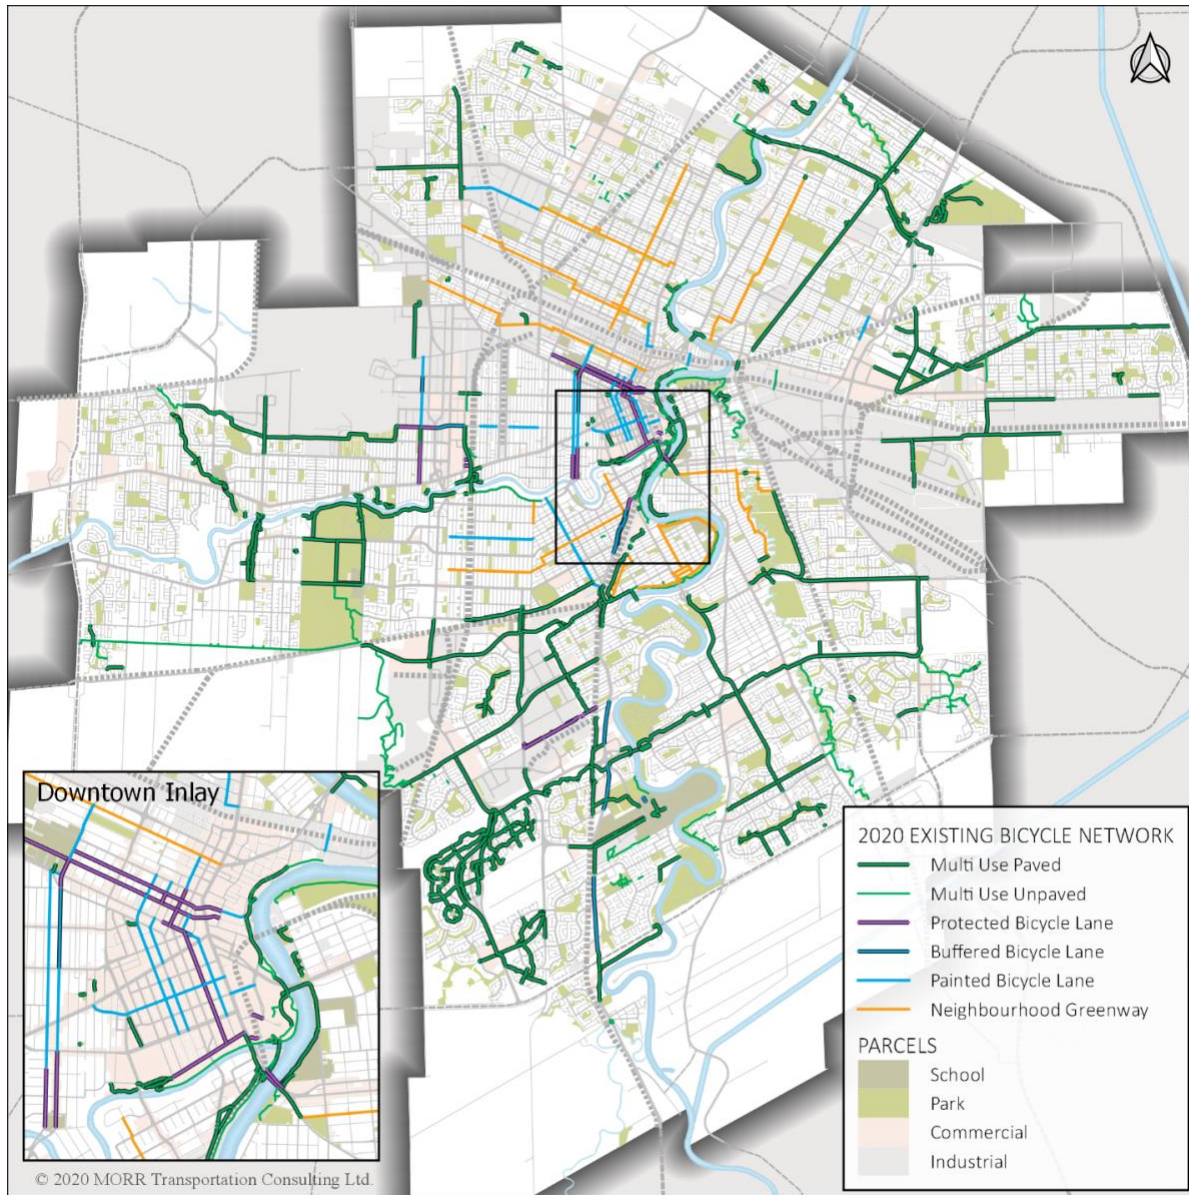 Downtown Inlay
© 2020 MORR Transportation Consulting Ltd.
2020 EXISTING BICYCLE NETWORK
Multi Use Paved
Multi Use Unpaved
Protected Bicycle Lane
Buffered Bicycle Lane
Painted Bicycle Lane
Neighbourhood Greenway
PARCELS
School
Park
Commercial
Industrial